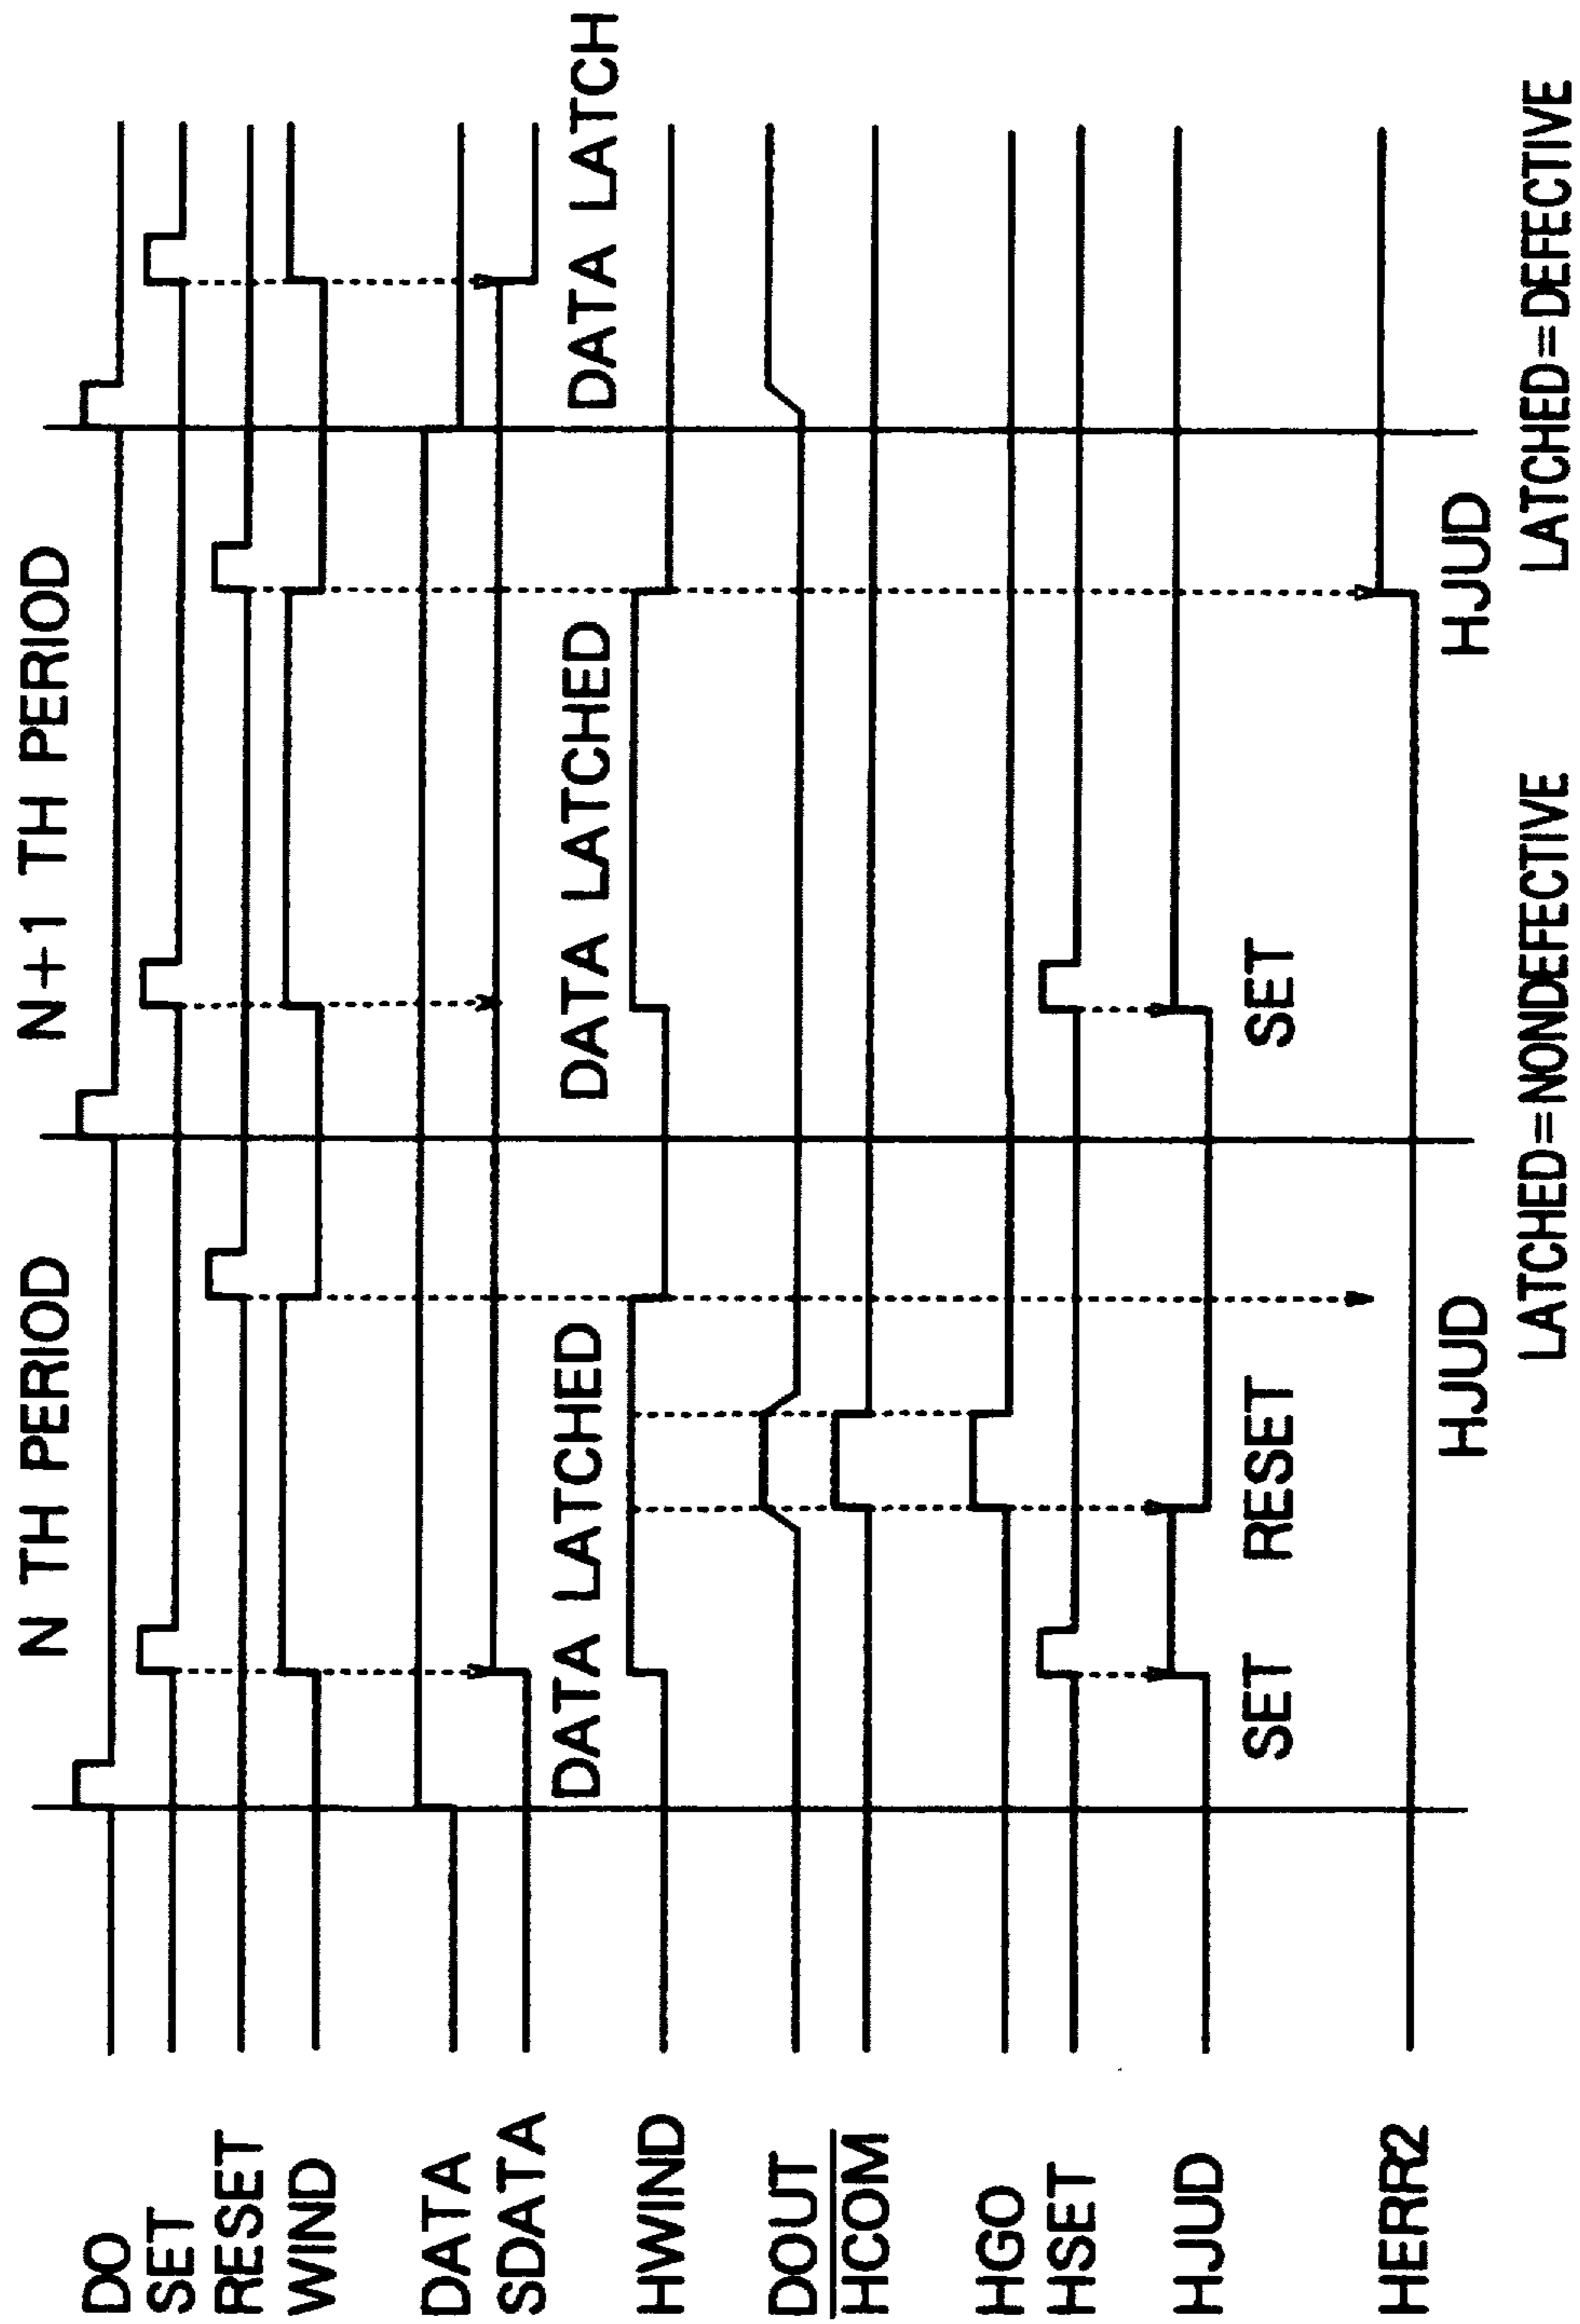 N TH PERIOD
N+1 TH PERIOD
DO
SET
RESET
WIND
DATA
SDATA
DATA LATCHED
DATA LATCHED
DATA LATCH
HWIND
DOUT
HCOM
HGO
HSET
HJUD
SET
RESET
SET
HERR2
HJUD
HJUD
LATCHED=NONDEFECTIVE
LATCHED=DEFECTIVE